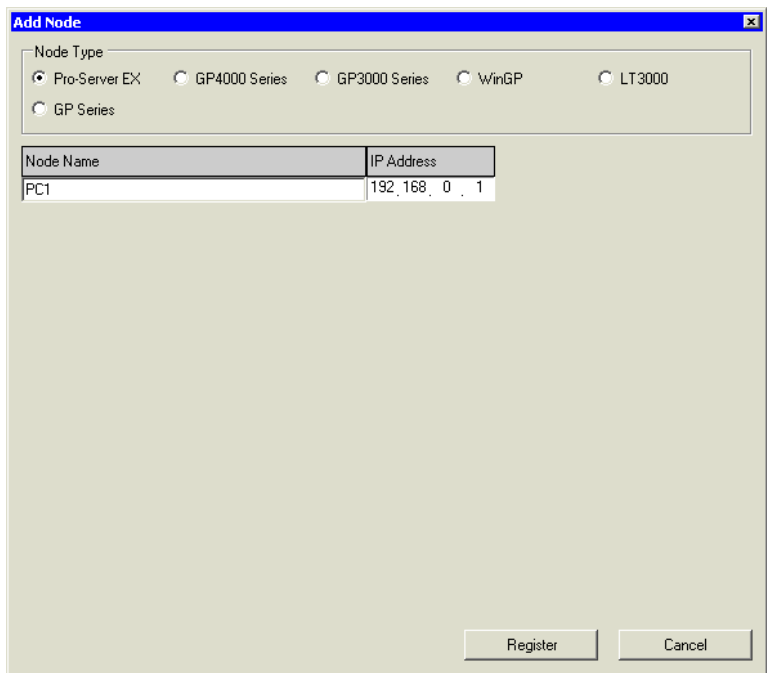 Add Node
Node Type
Pro-Server EX GP4000 Series GP3000 Series WinGP LT3000
GP Series
Node Name IP Address
PC1 192.168.0.1
Register Cancel